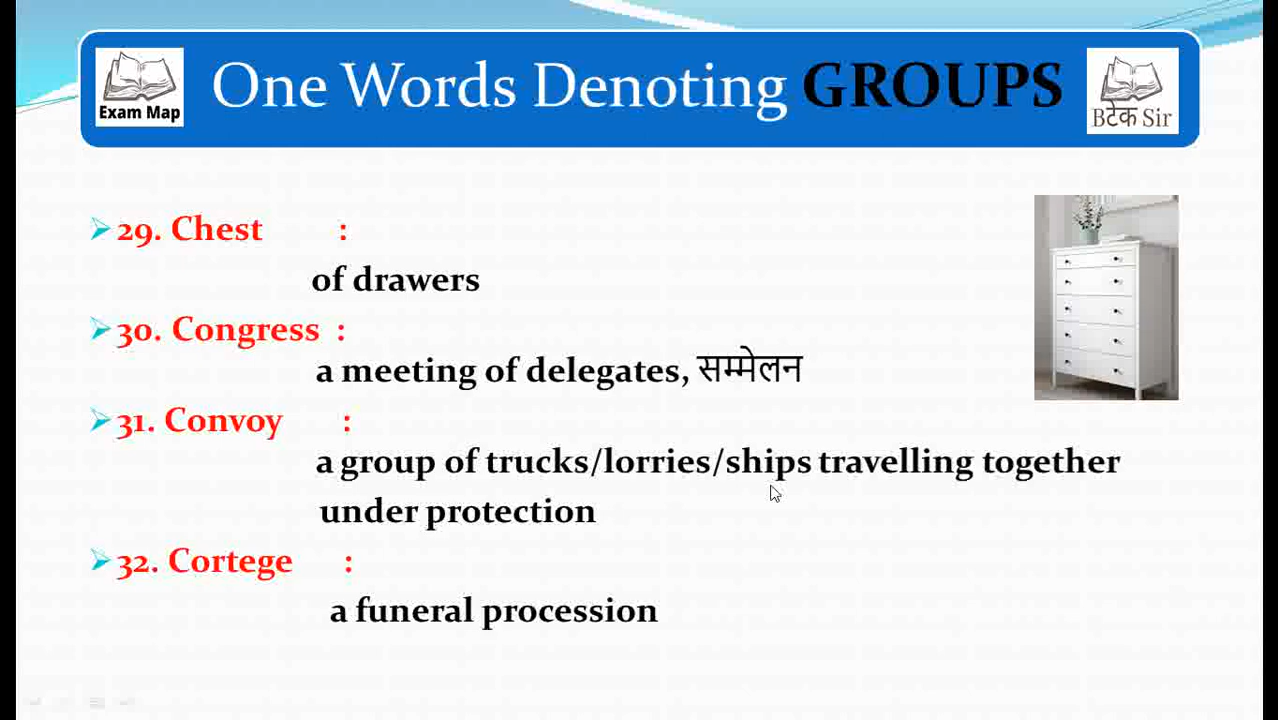 Exam Map
One Words Denoting GROUPS
Bटेक Sir
29. Chest :
of drawers
30. Congress :
a meeting of delegates, सम्मेलन
31. Convoy :
a group of trucks/lorries/ships travelling together
under protection
32. Cortege :
a funeral procession